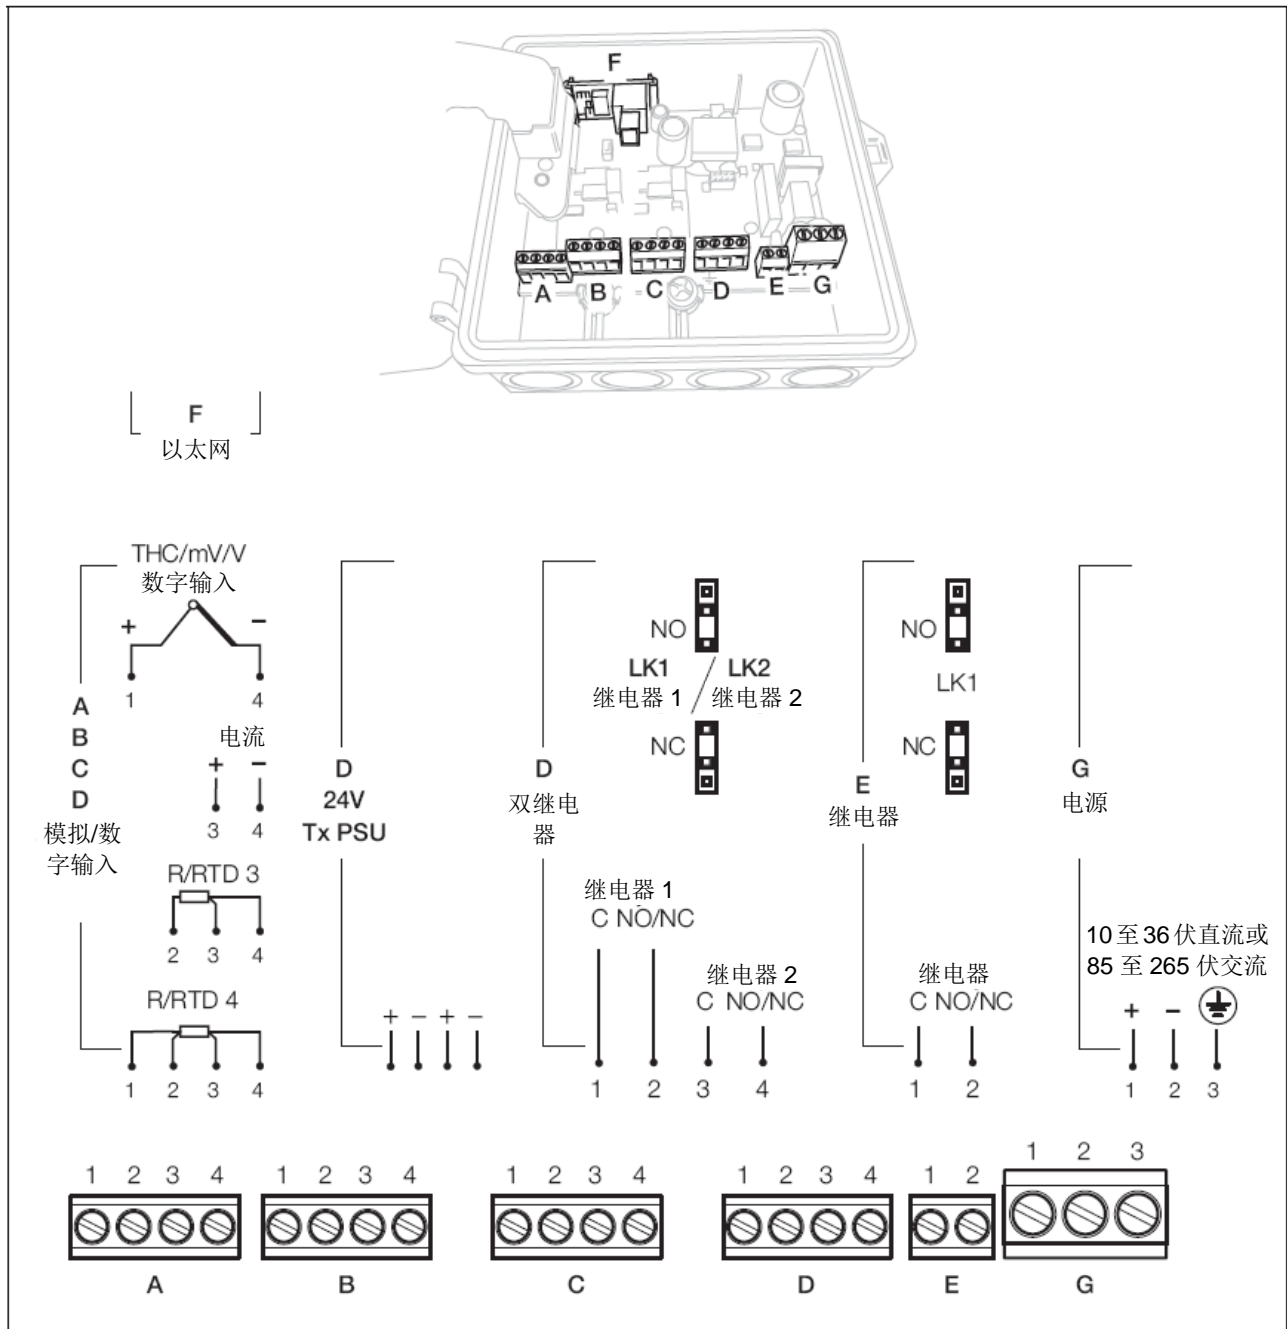 F
A B C D E G
F
以太网
THC/mV/V
数字输入
+ −
1 4
电流
+ −
3 4
R/RTD 3
2 3 4
R/RTD 4
1 2 3 4
A
B
C
D
模拟/数
字输入
D
24V
Tx PSU
+ − + −
NO
LK1 LK2
继电器 1 继电器 2
NC
D
双继电
器
继电器 1
C NO/NC
继电器 2
C NO/NC
1 2 3 4
NO
LK1
NC
E
继电器
继电器
C NO/NC
1 2
G
电源
10 至 36 伏直流或
85 至 265 伏交流
+ −
1 2 3
1 2 3 4
A
1 2 3 4
B
1 2 3 4
C
1 2 3 4
D
1 2
E
1 2 3
G